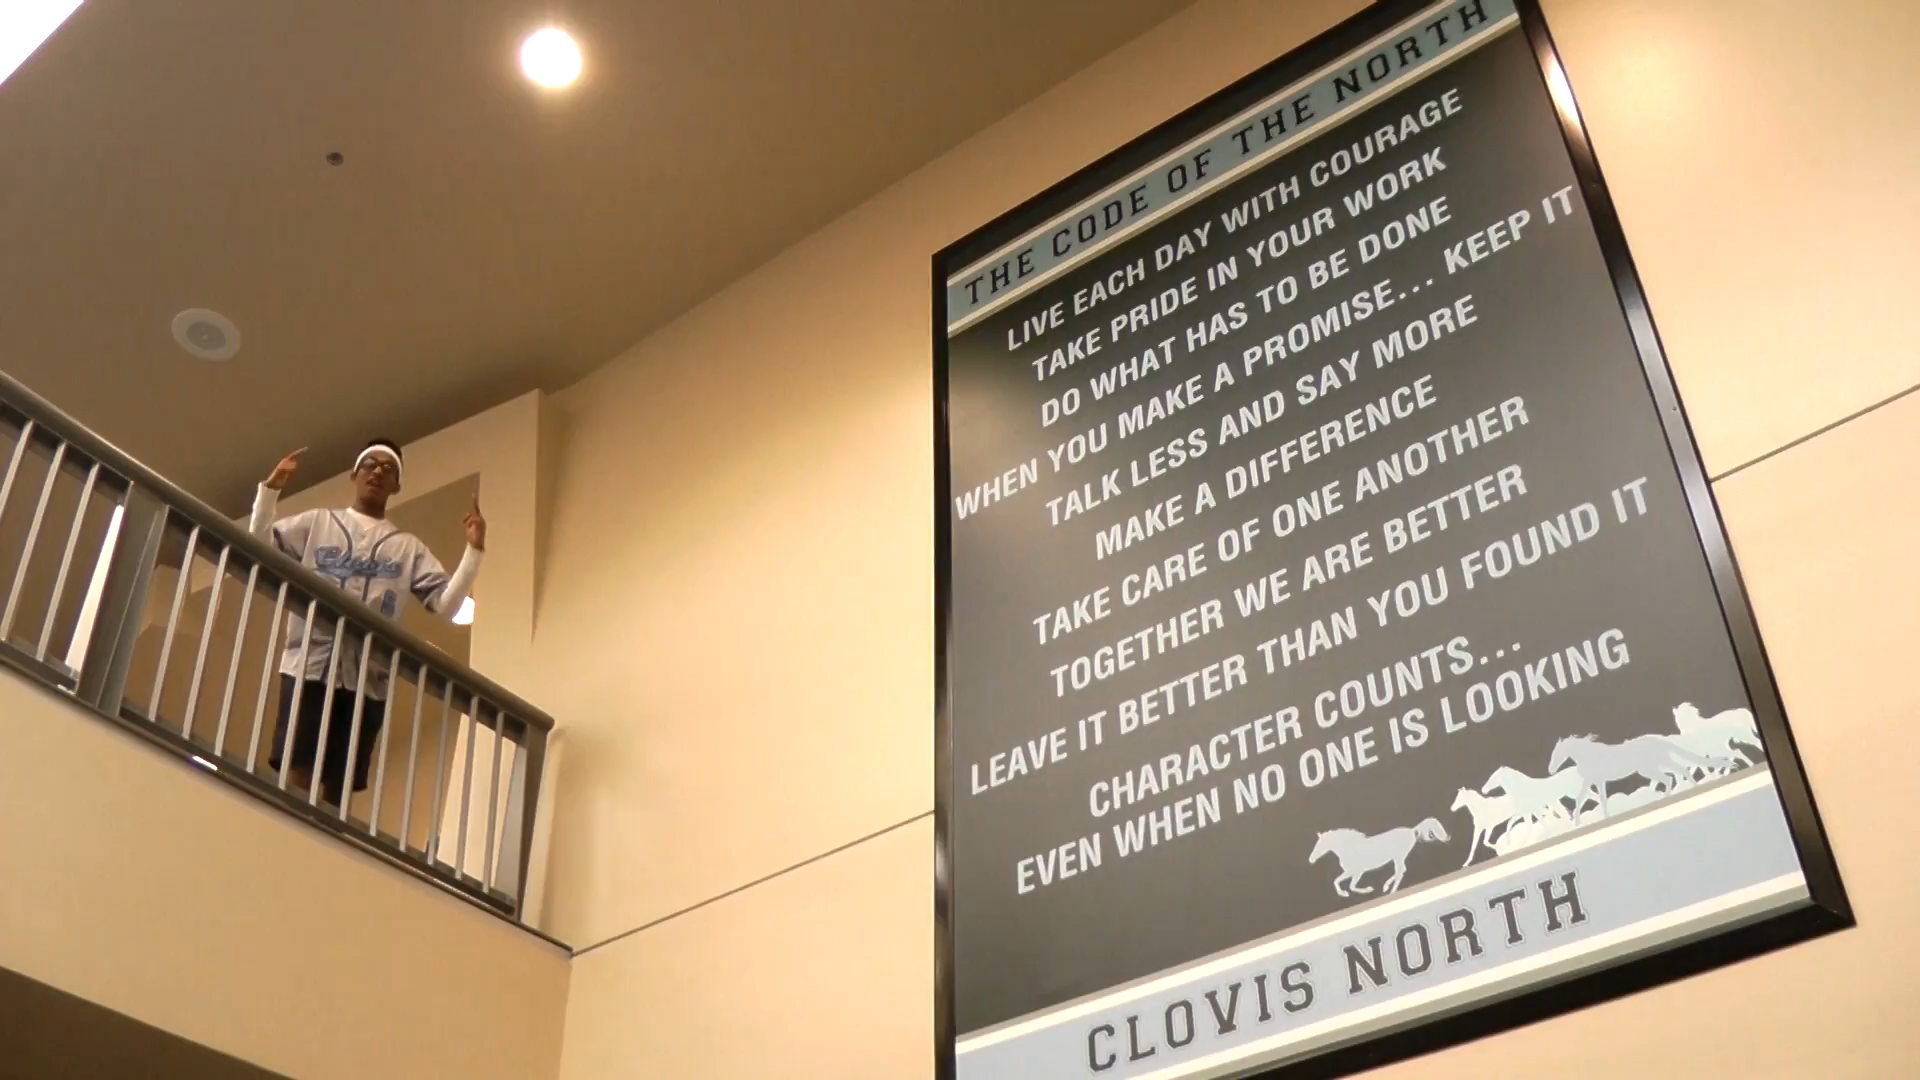 THE CODE OF THE NORTH
LIVE EACH DAY WITH COURAGE
TAKE PRIDE IN YOUR WORK
DO WHAT HAS TO BE DONE
WHEN YOU MAKE A PROMISE... KEEP IT
TALK LESS AND SAY MORE
MAKE A DIFFERENCE
TAKE CARE OF ONE ANOTHER
TOGETHER WE ARE BETTER
LEAVE IT BETTER THAN YOU FOUND IT
CHARACTER COUNTS...
EVEN WHEN NO ONE IS LOOKING
CLOVIS NORTH